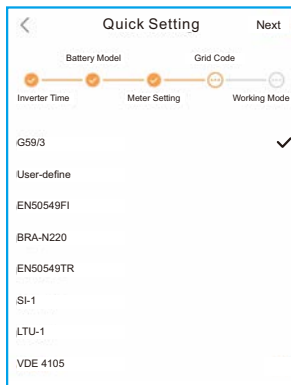 Quick Setting Next
Battery Model Grid Code
Inverter Time Meter Setting Working Mode
G59/3
User-define
EN50549FI
BRA-N220
EN50549TR
SI-1
LTU-1
VDE 4105